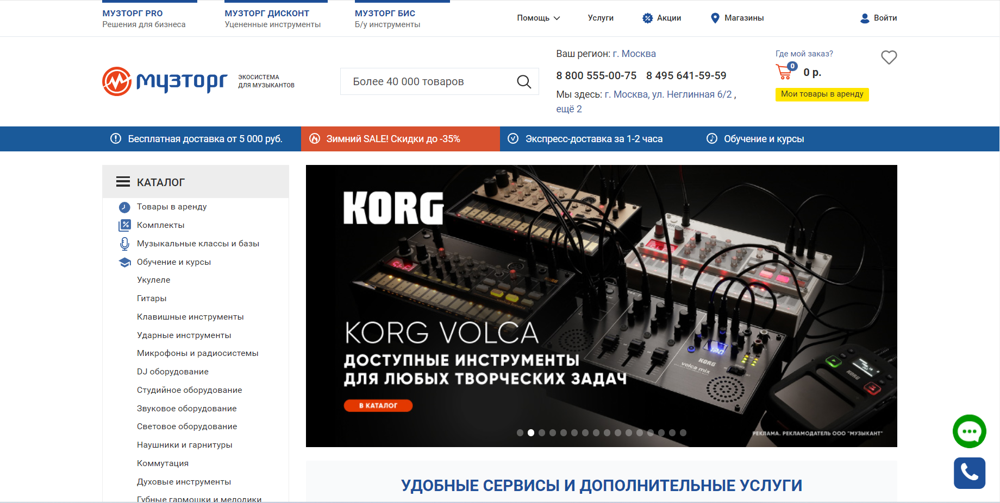 МУЗТОРГ PRO
Решения для бизнеса
МУЗТОРГ ДИСКОНТ
Уцененные инструменты
МУЗТОРГ БИС
Б/у инструменты
Помощь
Услуги
Акции
Магазины
Войти
музторг
ЭКОСИСТЕМА
ДЛЯ МУЗЫКАНТОВ
Более 40 000 товаров
Ваш регион: г. Москва
8 800 555-00-75 8 495 641-59-59
Мы здесь: г. Москва, ул. Неглинная 6/2 ,
ещё 2
Где мой заказ?
0
0 р.
Мои товары в аренду
Бесплатная доставка от 5 000 руб.
Зимний SALE! Скидки до -35%
Экспресс-доставка за 1-2 часа
Обучение и курсы
КАТАЛОГ
Товары в аренду
Комплекты
Музыкальные классы и базы
Обучение и курсы
Укулеле
Гитары
Клавишные инструменты
Ударные инструменты
Микрофоны и радиосистемы
DJ оборудование
Студийное оборудование
Звуковое оборудование
Световое оборудование
Наушники и гарнитуры
Коммутация
Духовые инструменты
Губные гармошки и мелодики
KORG
KORG VOLCA
ДОСТУПНЫЕ ИНСТРУМЕНТЫ
ДЛЯ ЛЮБЫХ ТВОРЧЕСКИХ ЗАДАЧ
В КАТАЛОГ
KORG
volca mix
120
KORG
РЕКЛАМА. РЕКЛАМОДАТЕЛЬ ООО "МУЗЫКАНТ"
УДОБНЫЕ СЕРВИСЫ И ДОПОЛНИТЕЛЬНЫЕ УСЛУГИ